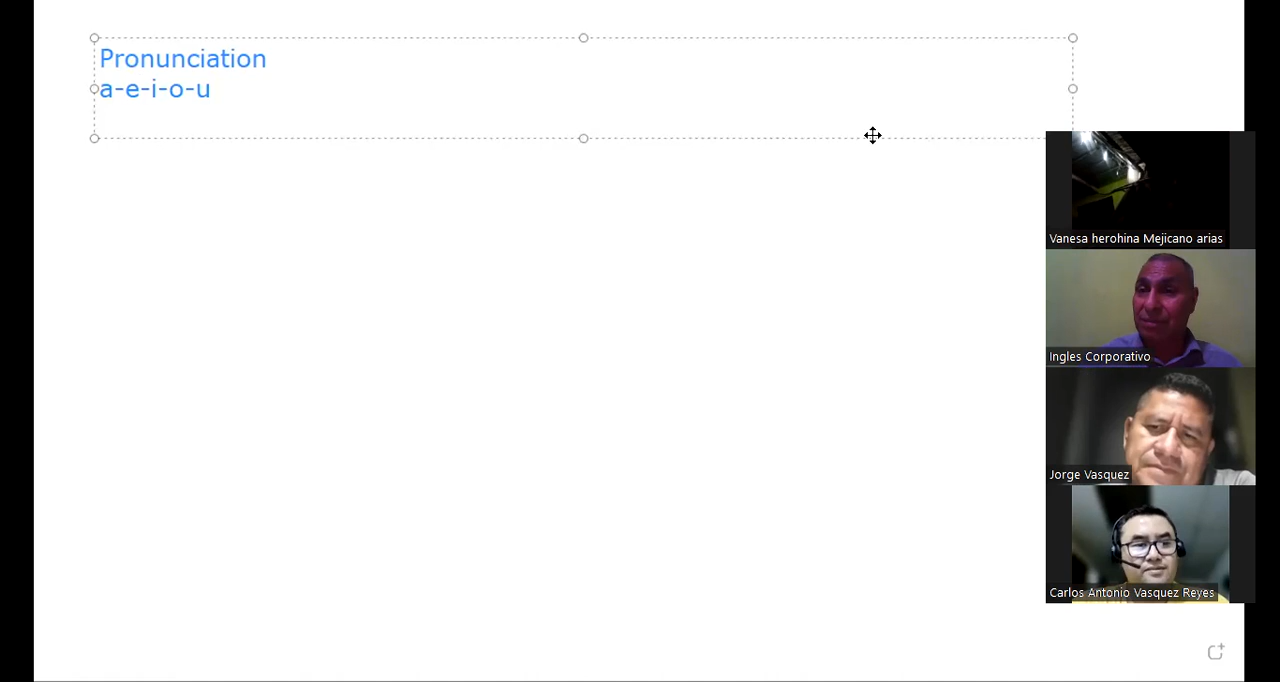 Pronunciation
a-e-i-o-u
Vanesa herohina Mejicano arias
Ingles Corporativo
Jorge Vasquez
Carlos Antonio Vasquez Reyes